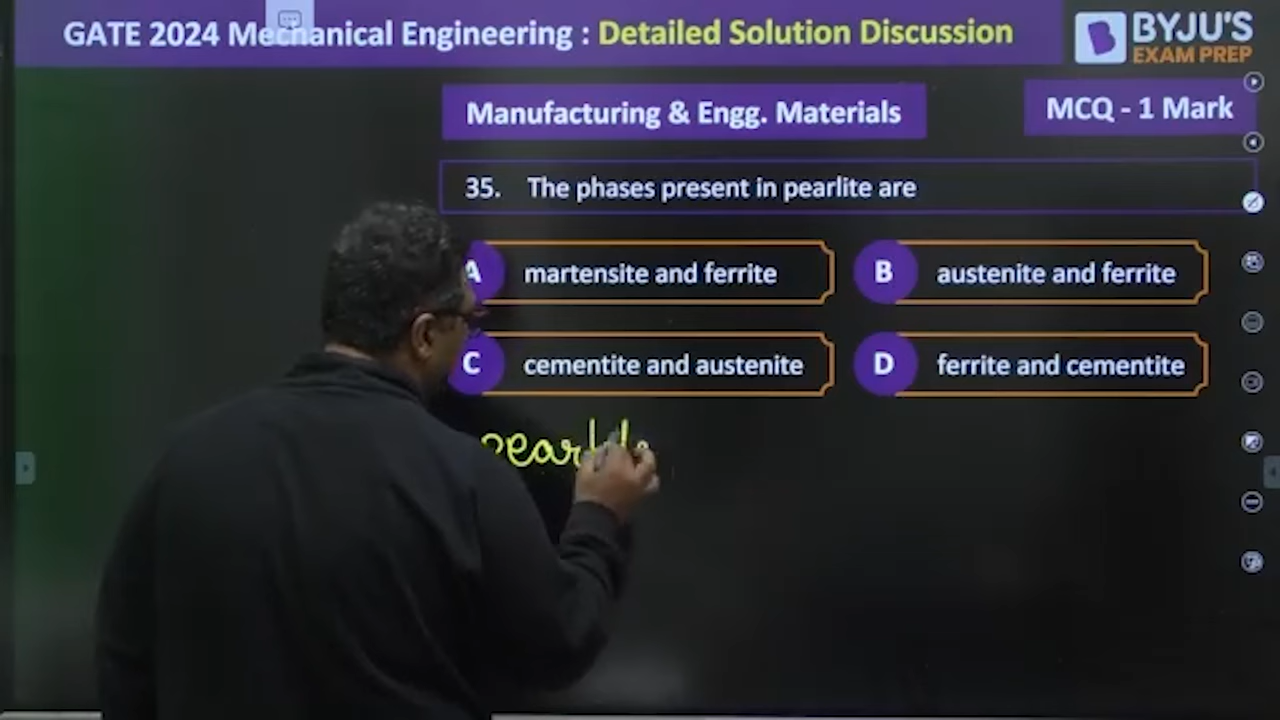 GATE 2024 Mechanical Engineering : Detailed Solution Discussion
BYJU'S
EXAM PREP
Manufacturing & Engg. Materials
MCQ - 1 Mark
35. The phases present in pearlite are
A martensite and ferrite
B austenite and ferrite
C cementite and austenite
D ferrite and cementite